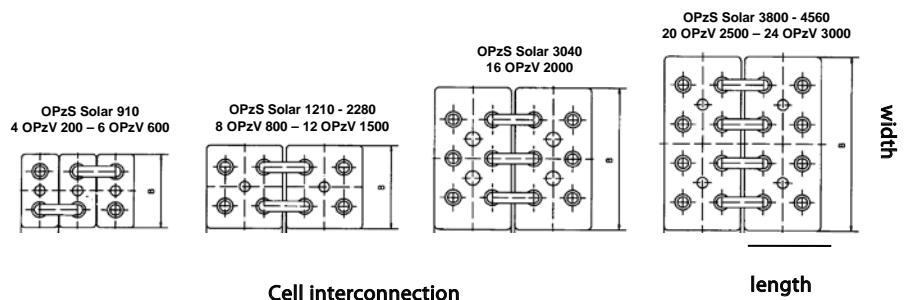 OPzS Solar 910
4 OPzV 200 – 6 OPzV 600
OPzS Solar 1210 - 2280
8 OPzV 800 – 12 OPzV 1500
OPzS Solar 3040
16 OPzV 2000
OPzS Solar 3800 - 4560
20 OPzV 2500 – 24 OPzV 3000
B
B
B
B
width
length
Cell interconnection